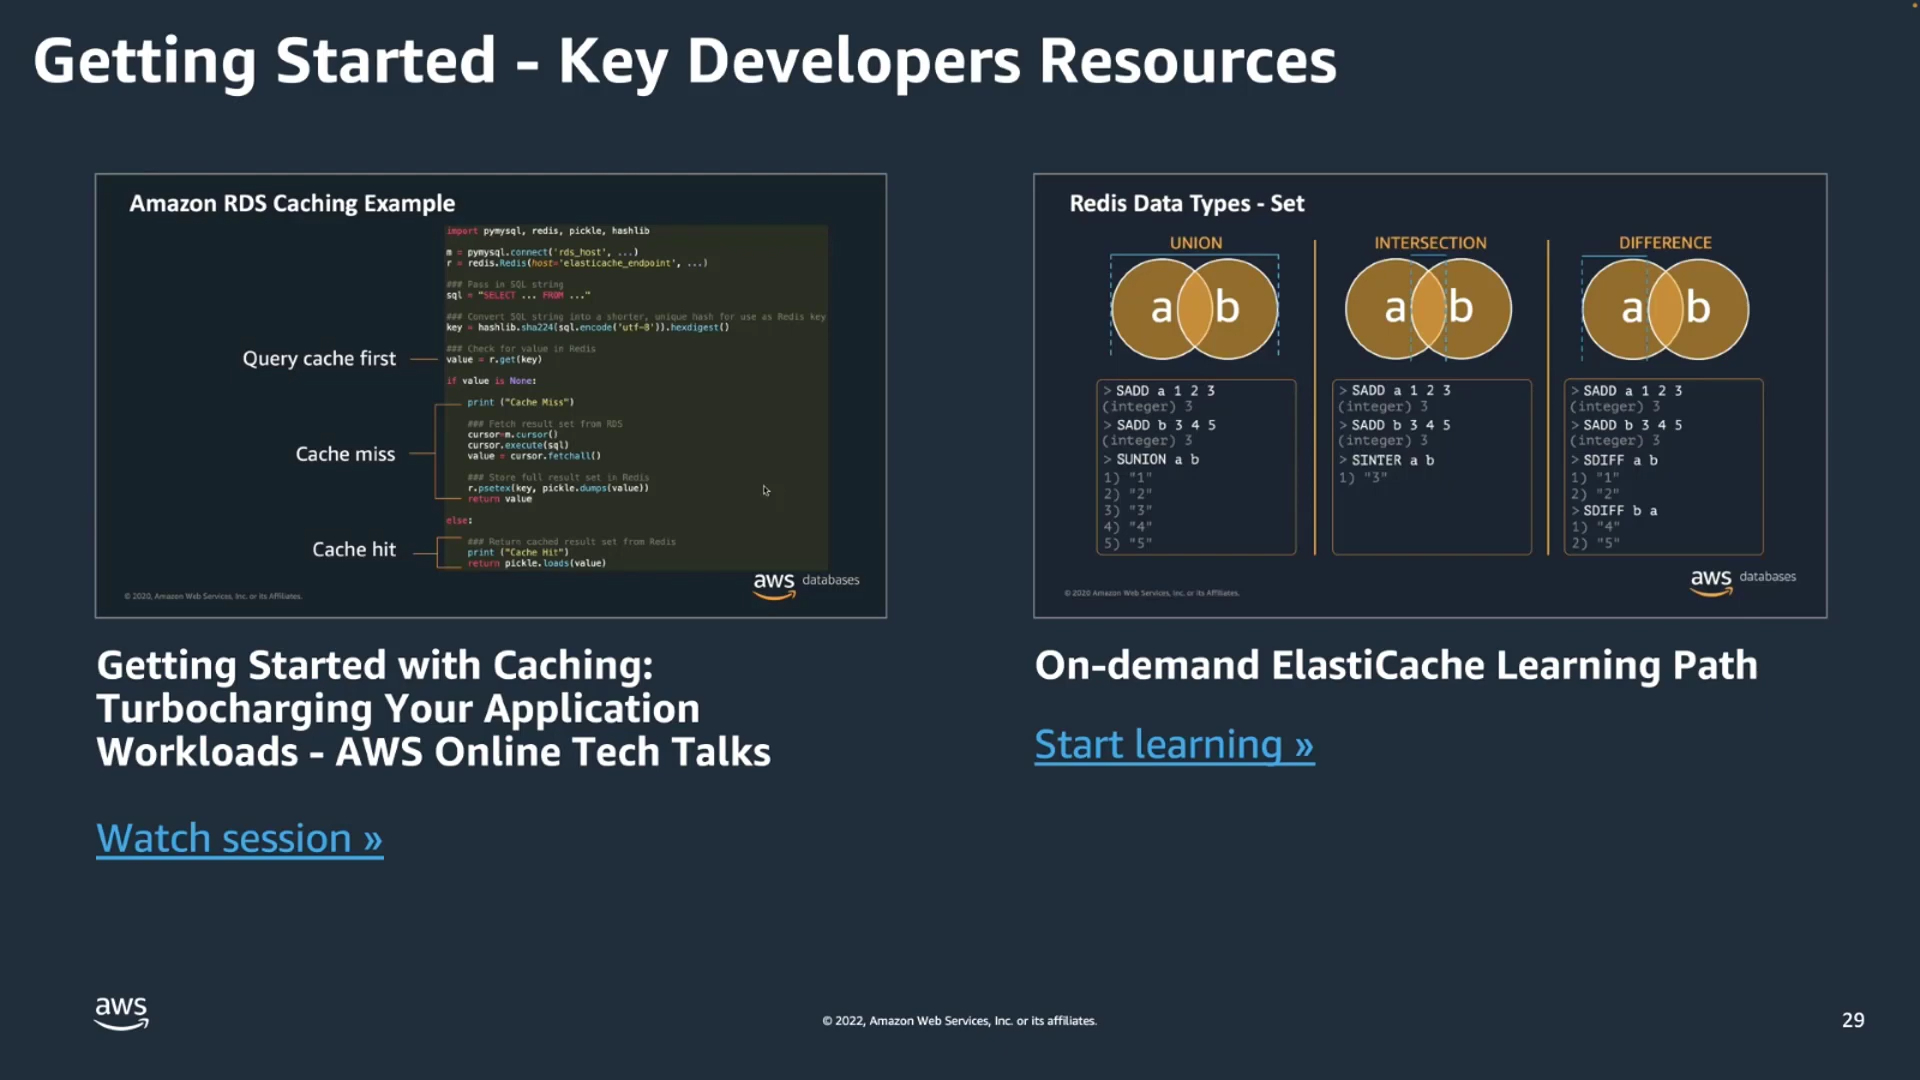 Getting Started - Key Developers Resources
Amazon RDS Caching Example
import pymysql, redis, pickle, hashlib
m = pymysql.connect('rds_host', ...)
r = redis.Redis(host='elasticache_endpoint', ...)
### Pass in SQL string
sql = "SELECT ... FROM ..."
### Convert SQL string into a shorter, unique hash for use as Redis key
key = hashlib.sha224(sql.encode('utf-8')).hexdigest()
### Check for value in Redis
Query cache first
value = r.get(key)
if value is None:
print ("Cache Miss")
### Fetch result set from RDS
cursor=m.cursor()
cursor.execute(sql)
Cache miss
value = cursor.fetchall()
### Store full result set in Redis
r.psetex(key, pickle.dumps(value))
return value
else:
### Return cached result set from Redis
Cache hit
print ("Cache Hit")
return pickle.loads(value)
aws databases
© 2020, Amazon Web Services, Inc. or its Affiliates.
Redis Data Types - Set
UNION
a b
> SADD a 1 2 3
(integer) 3
> SADD b 3 4 5
(integer) 3
> SUNION a b
1) "1"
2) "2"
3) "3"
4) "4"
5) "5"
INTERSECTION
a b
> SADD a 1 2 3
(integer) 3
> SADD b 3 4 5
(integer) 3
> SINTER a b
1) "3"
DIFFERENCE
a b
> SADD a 1 2 3
(integer) 3
> SADD b 3 4 5
(integer) 3
> SDIFF a b
1) "1"
2) "2"
> SDIFF b a
1) "4"
2) "5"
aws databases
© 2020 Amazon Web Services, Inc. or its Affiliates.
Getting Started with Caching:
Turbocharging Your Application
Workloads - AWS Online Tech Talks
Watch session »
On-demand ElastiCache Learning Path
Start learning »
aws
© 2022, Amazon Web Services, Inc. or its affiliates.
29